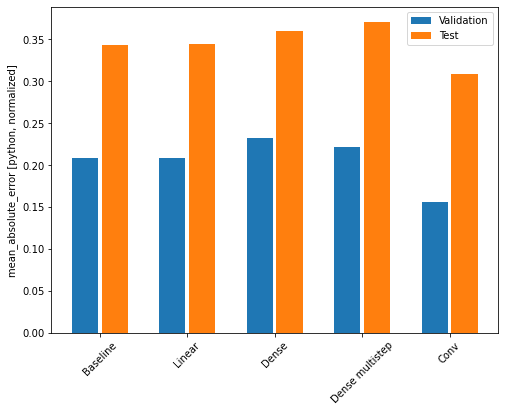 Validation
Test
mean_absolute_error [python, normalized]
0.35
0.30
0.25
0.20
0.15
0.10
0.05
0.00
Baseline
Linear
Dense
Dense multistep
Conv